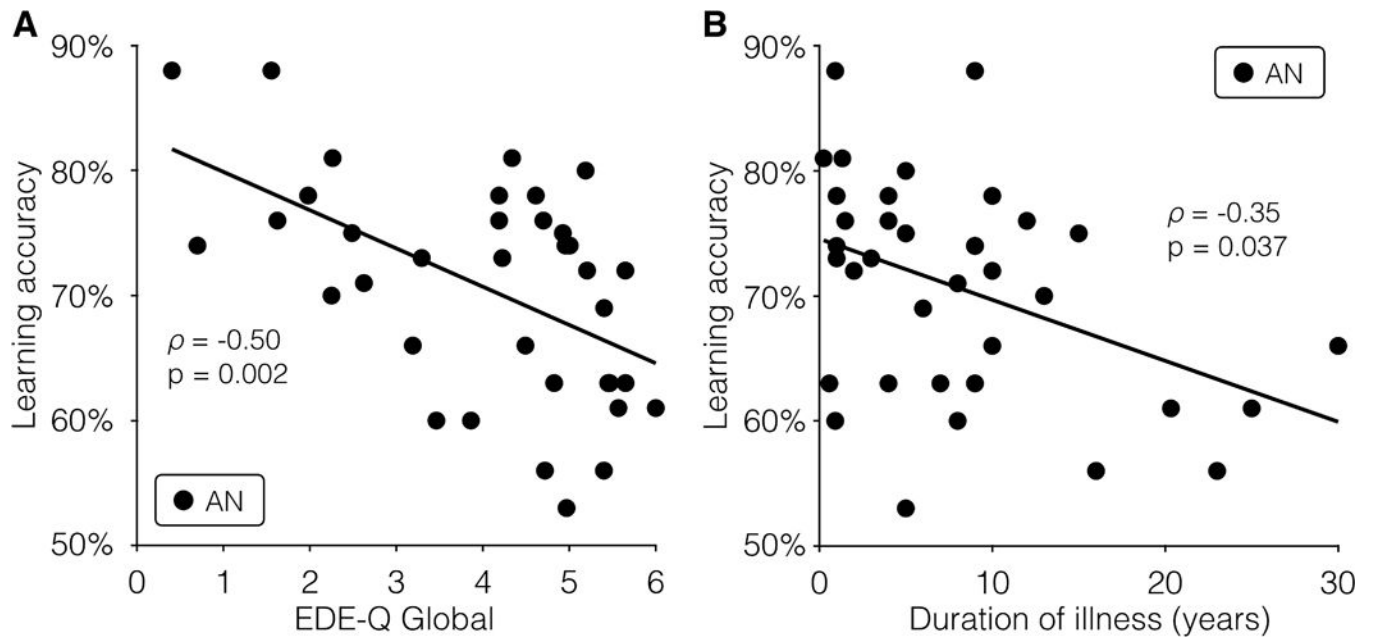 A
90%
80%
70%
60%
50%
Learning accuracy
ρ = -0.50
p = 0.002
AN
0 1 2 3 4 5 6
EDE-Q Global
B
90%
80%
70%
60%
50%
Learning accuracy
AN
ρ = -0.35
p = 0.037
0 10 20 30
Duration of illness (years)